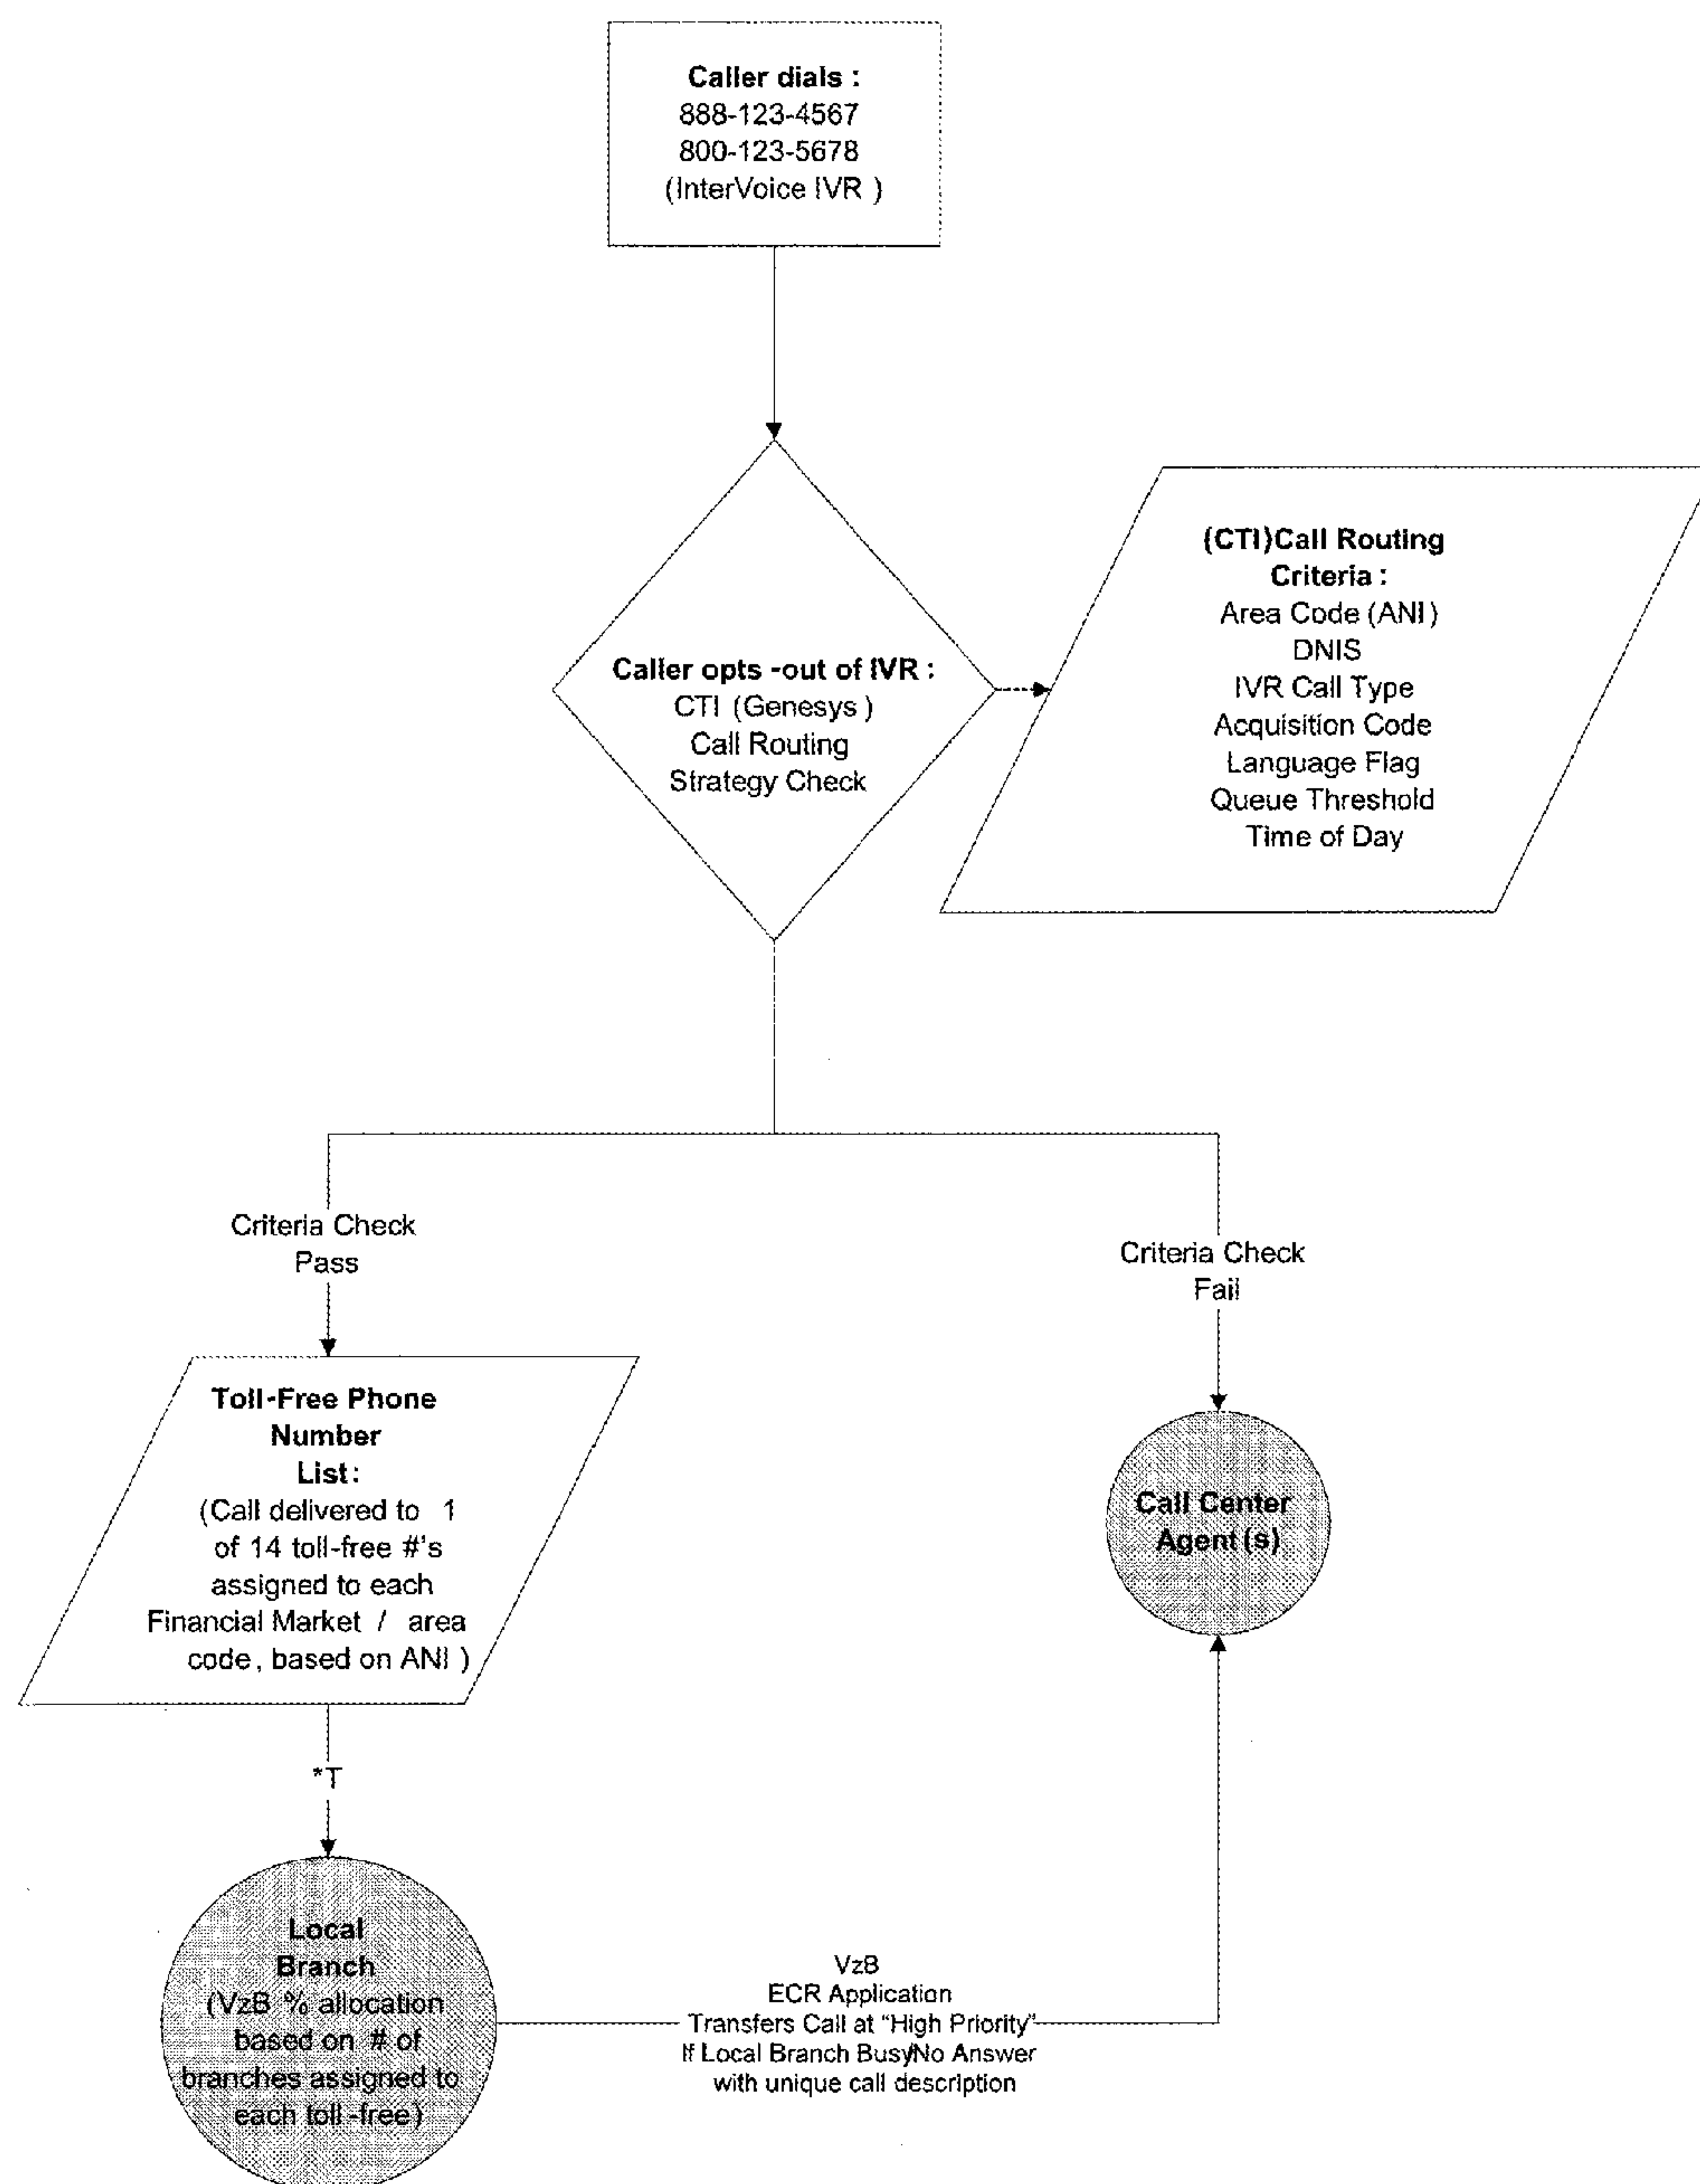 Caller dials :
888-123-4567
800-123-5678
(InterVoice IVR )
Caller opts -out of IVR :
CTI (Genesys )
Call Routing
Strategy Check
(CTI)Call Routing
Criteria :
Area Code (ANI )
DNIS
IVR Call Type
Acquisition Code
Language Flag
Queue Threshold
Time of Day
Criteria Check
Pass
Criteria Check
Fail
Toll-Free Phone
Number
List:
(Call delivered to 1
of 14 toll-free #'s
assigned to each
Financial Market / area
code, based on ANI )
Call Center
Agent (s)
*T
Local
Branch
(VzB % allocation
based on # of
branches assigned to
each toll -free)
VzB
ECR Application
Transfers Call at "High Priority"
If Local Branch Busy/No Answer
with unique call description